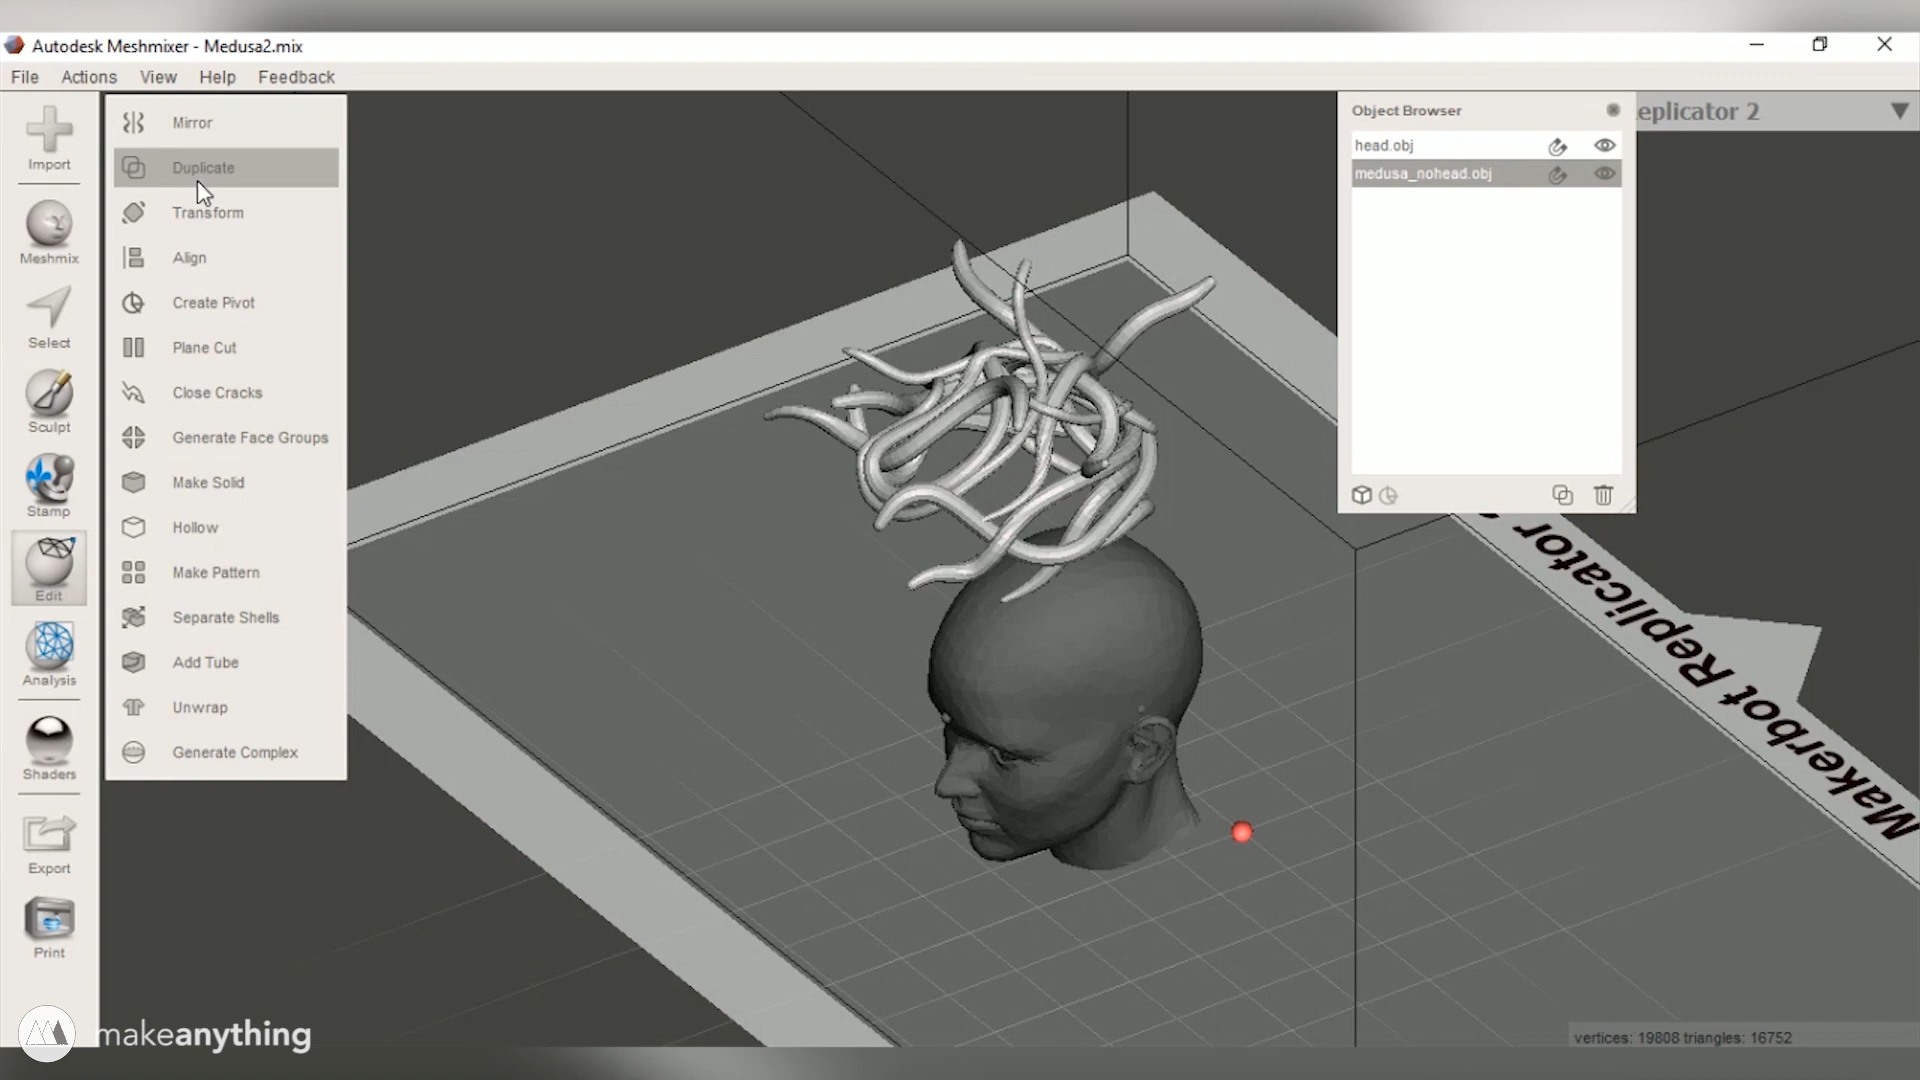 Autodesk Meshmixer - Medusa2.mix
File Actions View Help Feedback
Import
Meshmix
Select
Sculpt
Stamp
Edit
Analysis
Shaders
Export
Print
Mirror
Duplicate
Transform
Align
Create Pivot
Plane Cut
Close Cracks
Generate Face Groups
Make Solid
Hollow
Make Pattern
Separate Shells
Add Tube
Unwrap
Generate Complex
Object Browser
head.obj
medusa_nohead.obj
eplicator 2
Makerbot Replicator
vertices: 19808 triangles: 16752
makeanything